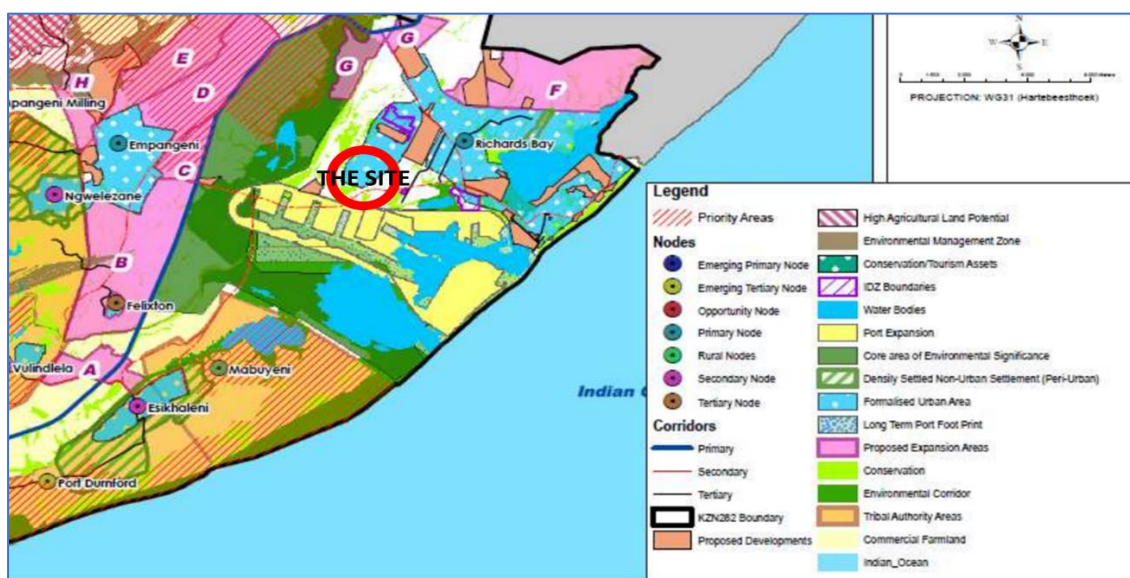 N
W E
S
PROJECTION: WG31 (Hartebeesthoek)
G
E
H
G
D
F
pangeni Milling
Empangeni
Richards Bay
THE SITE
C
Ngwelezane
B
Felixton
Vulindlela
A
Mabuyeni
Esikhaleni
Port Durnford
Indian
Legend
Priority Areas
Nodes
Emerging Primary Node
Emerging Tertiary Node
Opportunity Node
Primary Node
Rural Nodes
Secondary Node
Tertiary Node
Corridors
Primary
Secondary
Tertiary
KZN282 Boundary
Proposed Developments
High Agricultural Land Potential
Environmental Management Zone
Conservation/Tourism Assets
IDZ Boundaries
Water Bodies
Port Expansion
Core area of Environmental Significance
Densly Settled Non-Urban Settlement (Peri-Urban)
Formalised Urban Area
Long Term Port Foot Print
Proposed Expansion Areas
Conservation
Environmental Corridor
Tribal Authority Areas
Commercial Farmland
Indian_Ocean